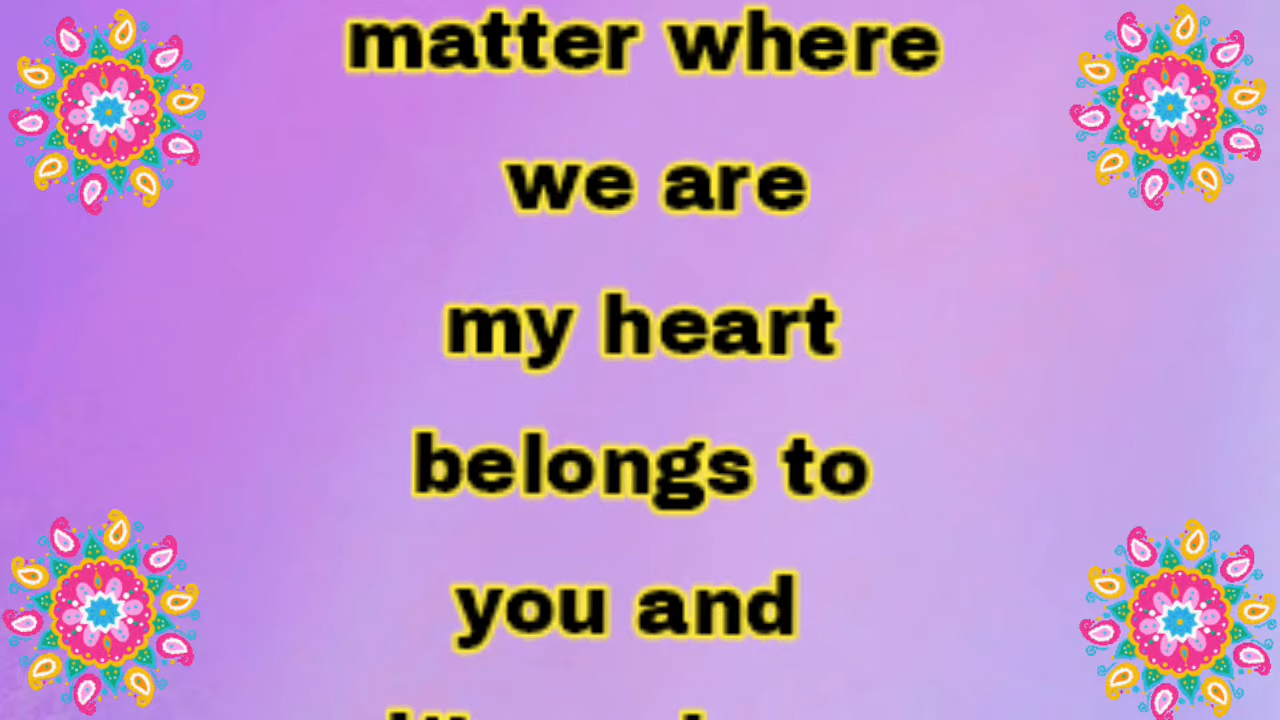 matter where
we are
my heart
belongs to
you and